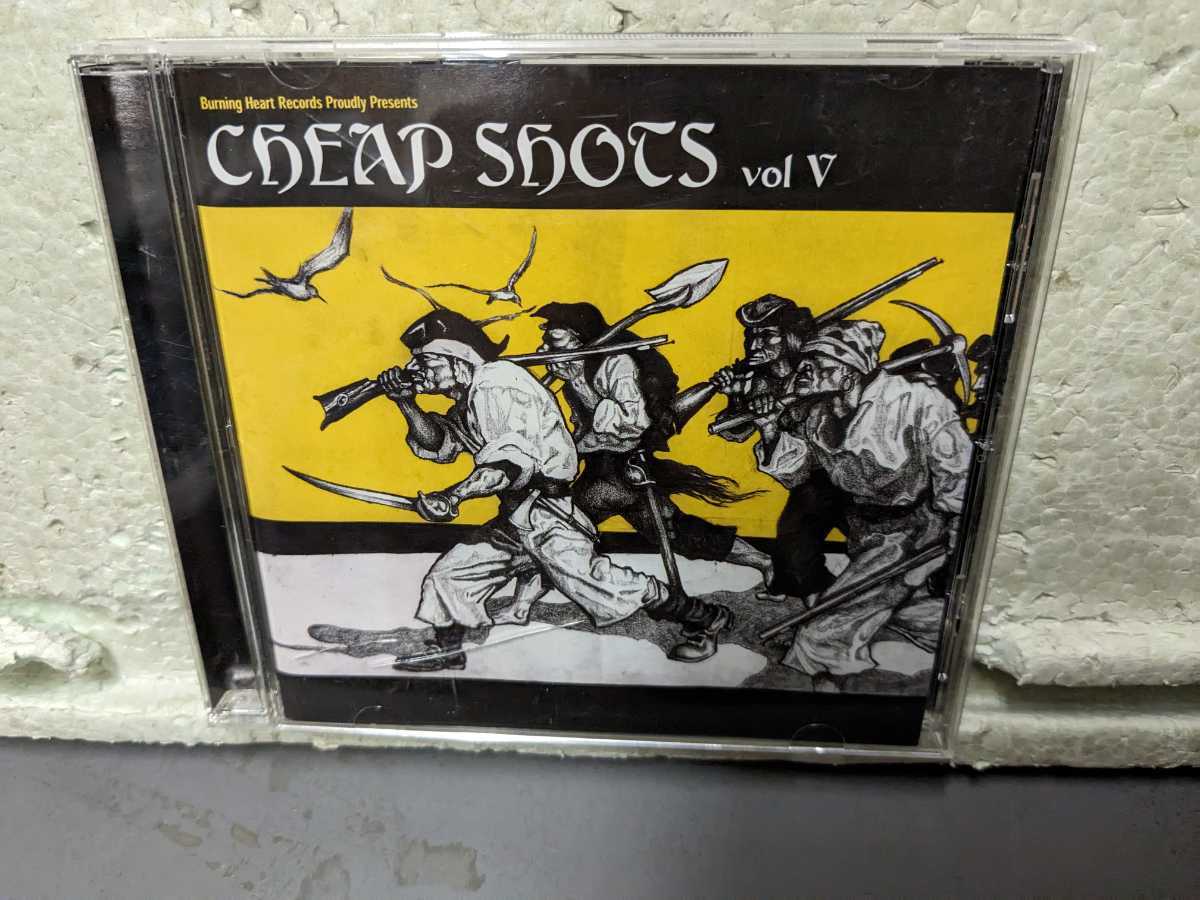 Burning Heart Records Proudly Presents
CHEAP SHOTS vol V